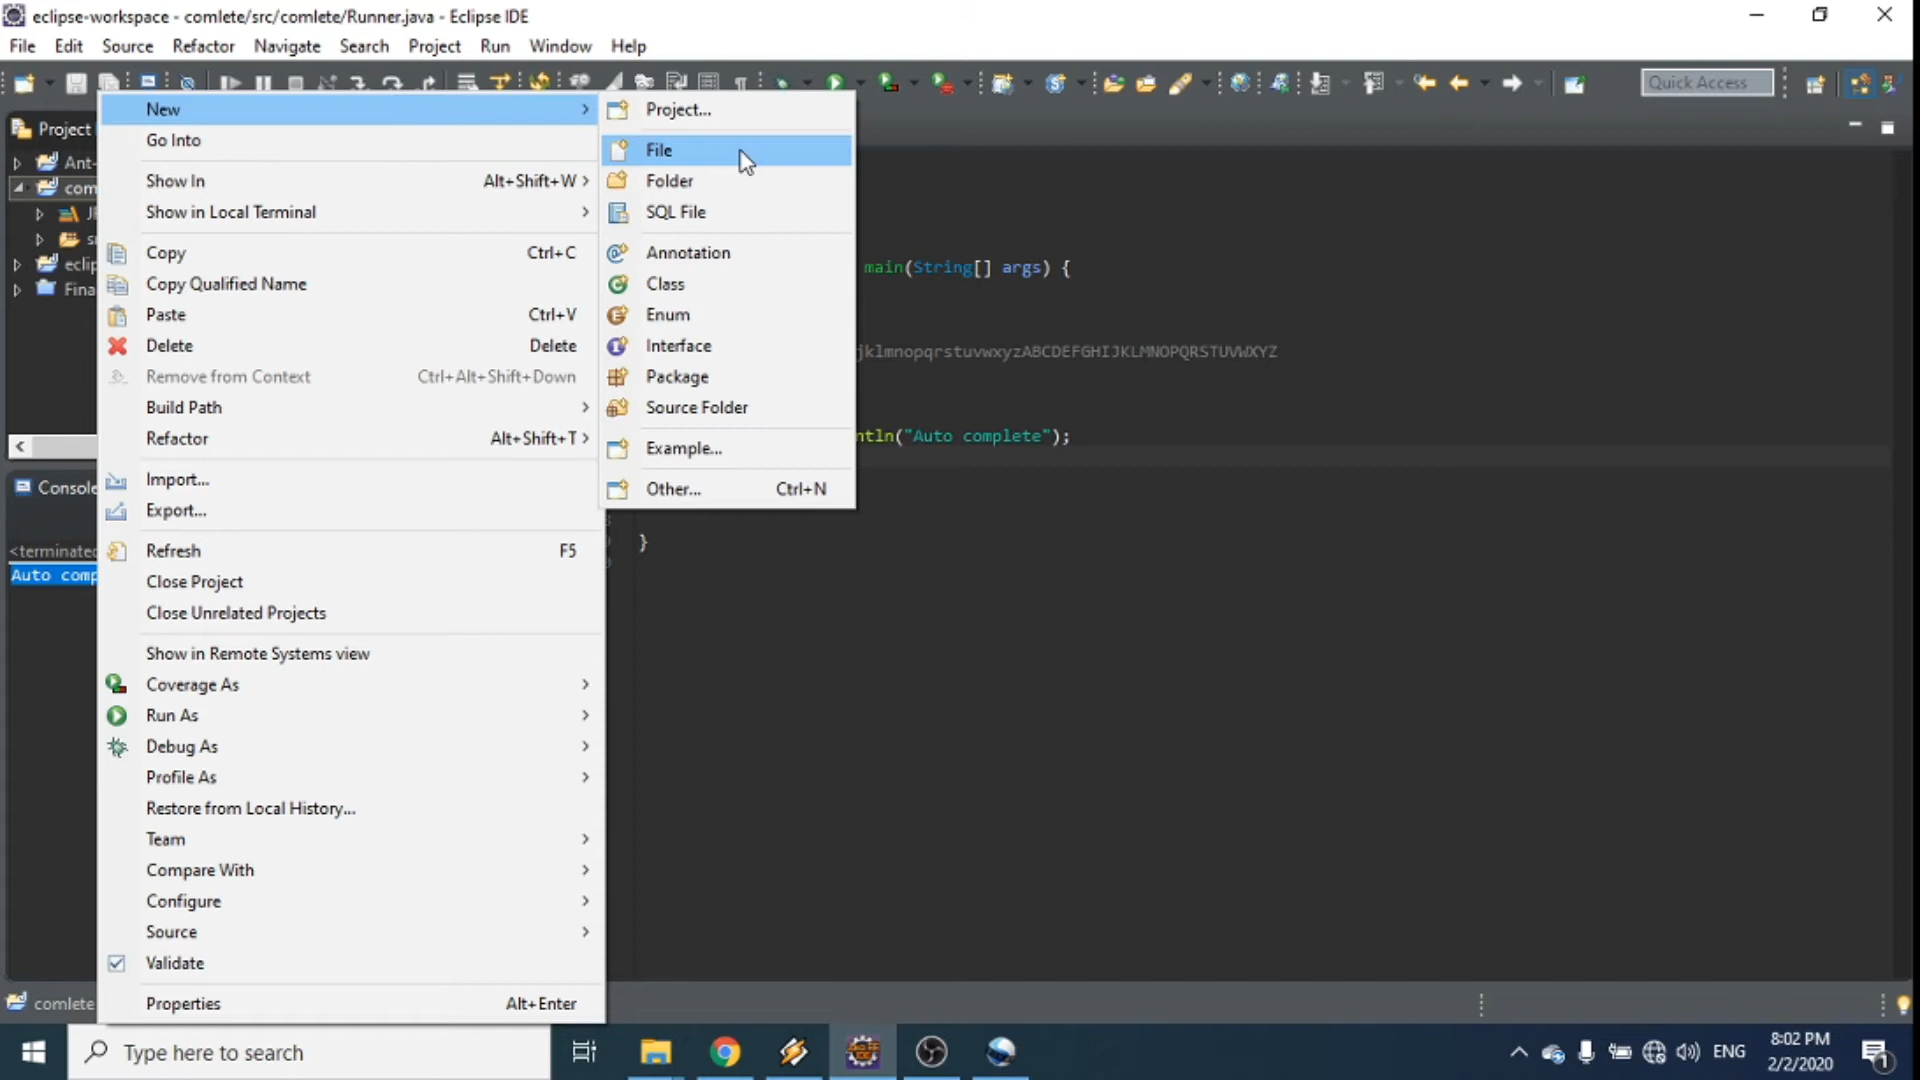 eclipse-workspace - comlete/src/comlete/Runner.java - Eclipse IDE
File Edit Source Refactor Navigate Search Project Run Window Help
Quick Access
Project
Ant-
com
eclip
Fina
Console
<terminated
Auto comp
New
Go Into
Show In Alt+Shift+W
Show in Local Terminal
Copy Ctrl+C
Copy Qualified Name
Paste Ctrl+V
Delete Delete
Remove from Context Ctrl+Alt+Shift+Down
Build Path
Refactor Alt+Shift+T
Import...
Export...
Refresh F5
Close Project
Close Unrelated Projects
Show in Remote Systems view
Coverage As
Run As
Debug As
Profile As
Restore from Local History...
Team
Compare With
Configure
Source
Validate
Properties Alt+Enter
Project...
File
Folder
SQL File
Annotation
Class
Enum
Interface
Package
Source Folder
Example...
Other... Ctrl+N
main(String[] args) {
jklmnopqrstuvwxyzABCDEFGHIJKLMNOPQRSTUVWXYZ
ntln("Auto complete");
}
comlete
Type here to search
ENG
8:02 PM
2/2/2020
1